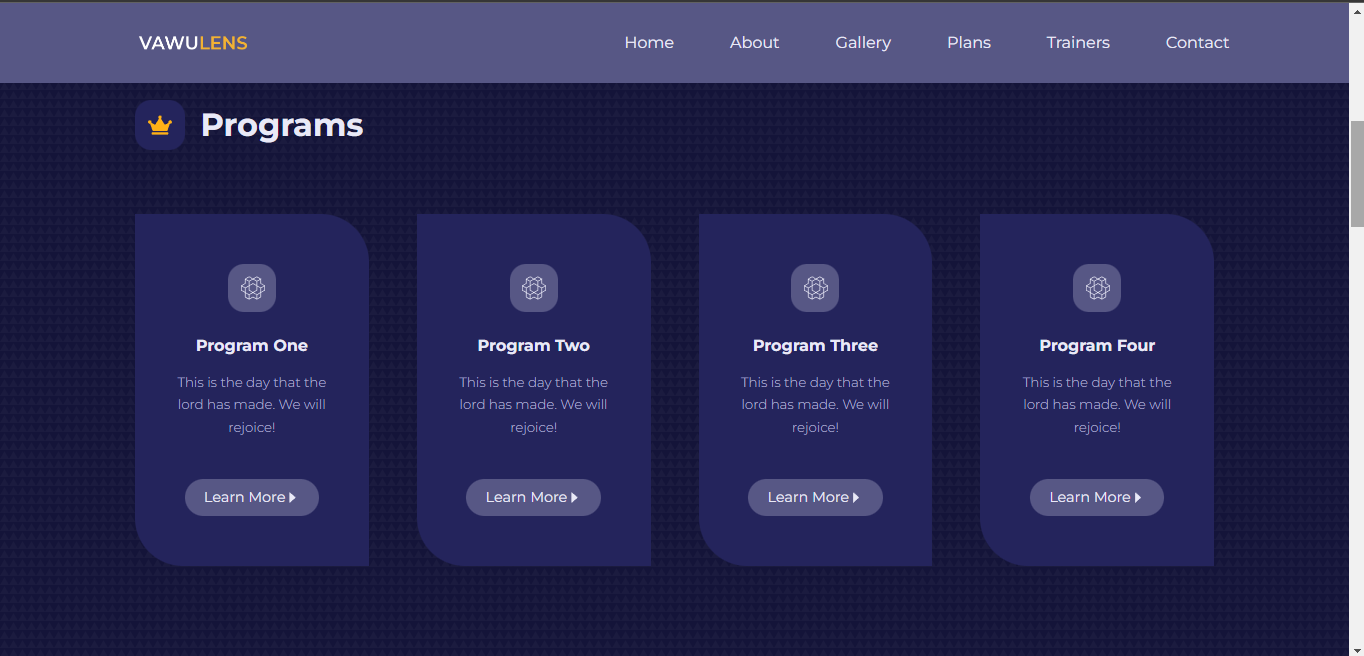 VAWULENS
Home About Gallery Plans Trainers Contact
Programs
Program One
This is the day that the
lord has made. We will
rejoice!
Learn More
Program Two
This is the day that the
lord has made. We will
rejoice!
Learn More
Program Three
This is the day that the
lord has made. We will
rejoice!
Learn More
Program Four
This is the day that the
lord has made. We will
rejoice!
Learn More